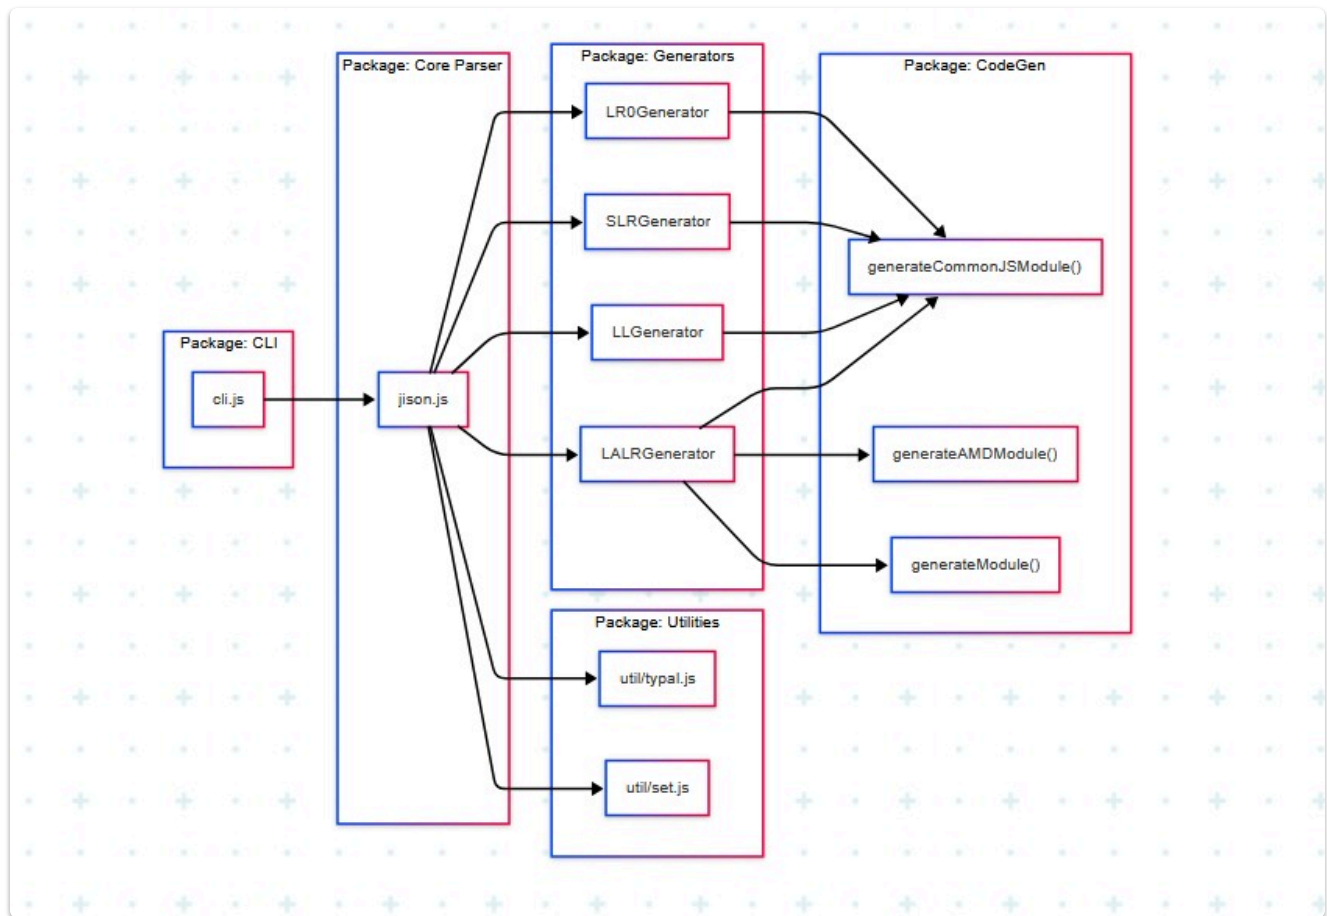 Package: Core Parser
Package: Generators
Package: CodeGen
LR0Generator
SLRGenerator
generateCommonJSModule()
LLGenerator
Package: CLI
cli.js
jison.js
LALRGenerator
generateAMDModule()
generateModule()
Package: Utilities
util/typal.js
util/set.js